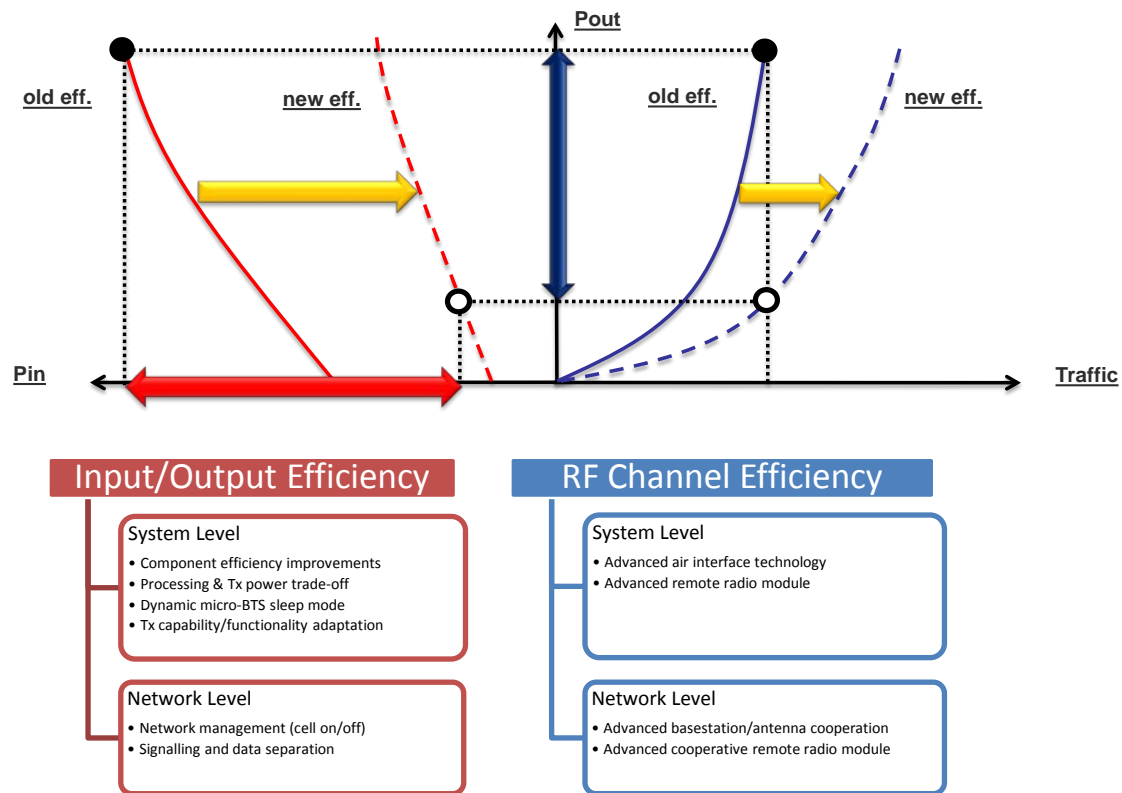 Pout
old eff.
new eff.
old eff.
new eff.
Pin
Traffic
Input/Output Efficiency
System Level
• Component efficiency improvements
• Processing & Tx power trade-off
• Dynamic micro-BTS sleep mode
• Tx capability/functionality adaptation
Network Level
• Network management (cell on/off)
• Signalling and data separation
RF Channel Efficiency
System Level
• Advanced air interface technology
• Advanced remote radio module
Network Level
• Advanced basestation/antenna cooperation
• Advanced cooperative remote radio module